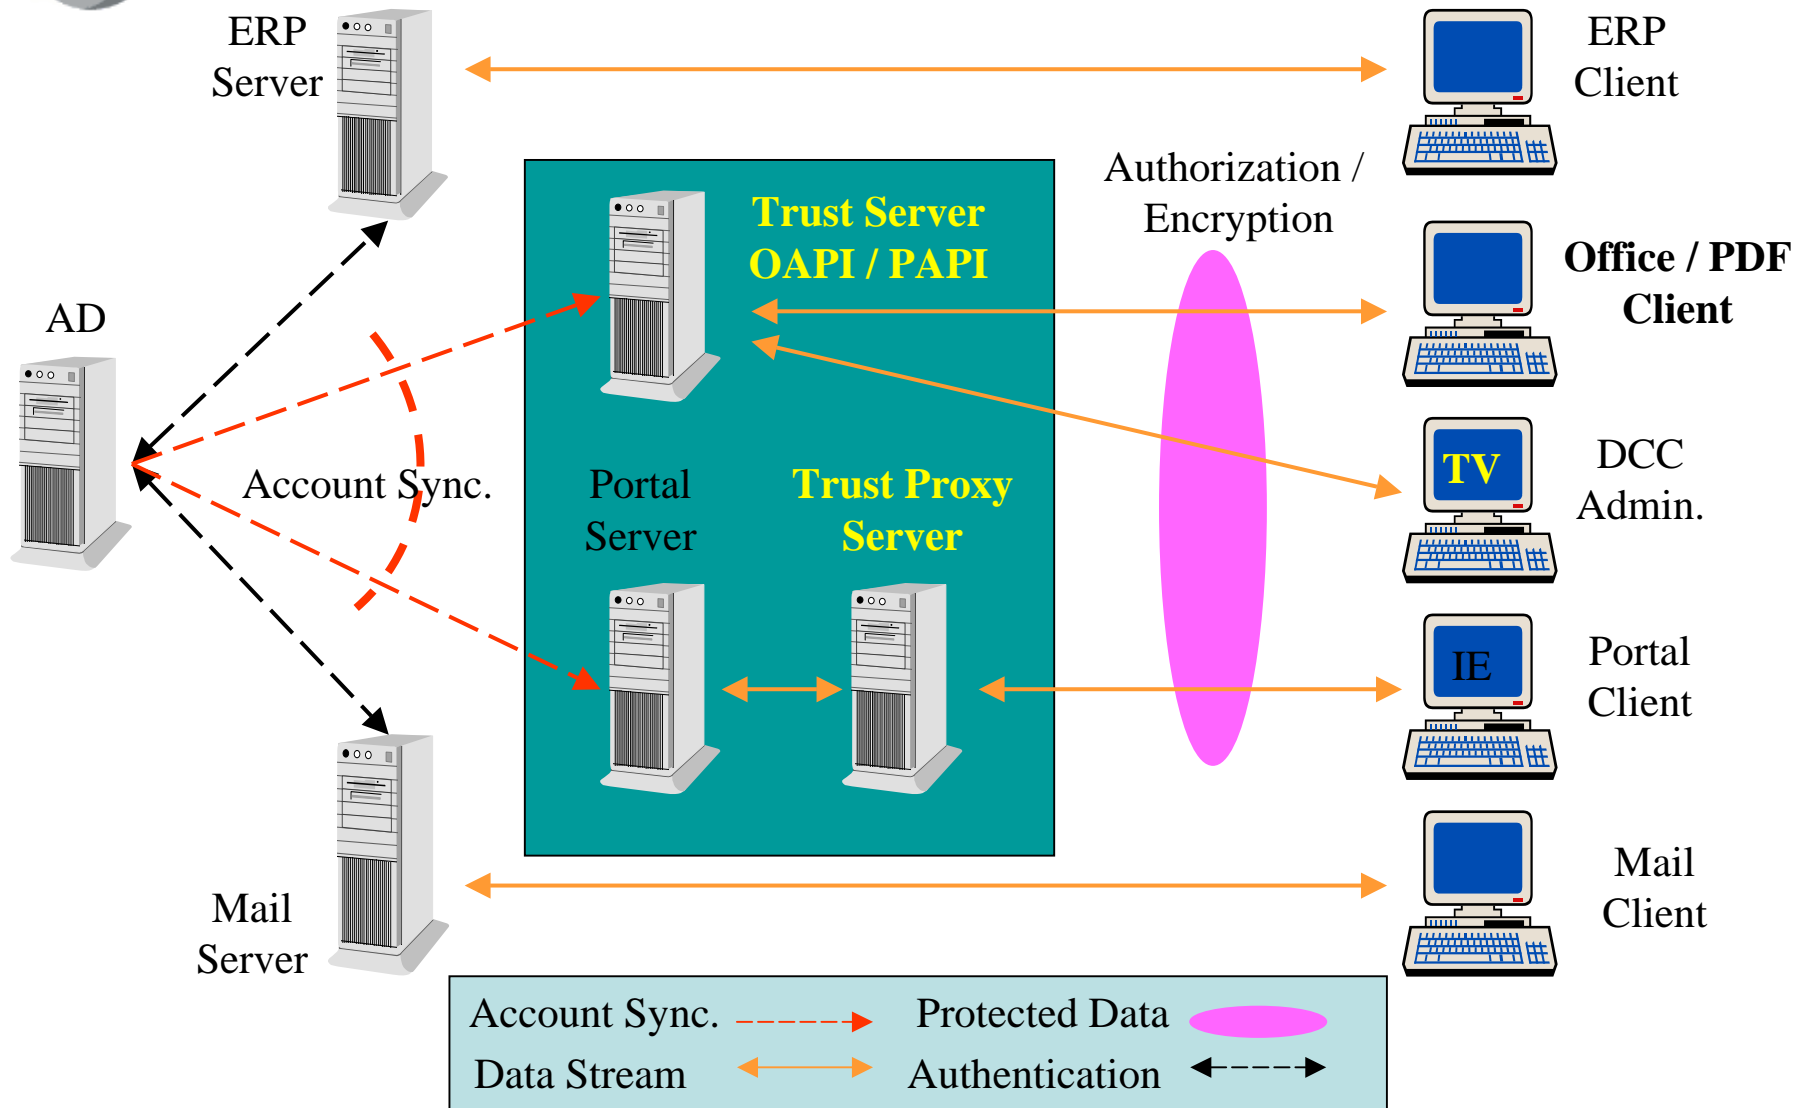 ERP
Server
ERP
Client
Authorization /
Encryption
Trust Server
OAPI / PAPI
Office / PDF
Client
AD
Account Sync.
Portal
Server
Trust Proxy
Server
TV
DCC
Admin.
IE
Portal
Client
Mail
Server
Mail
Client
Account Sync.
Protected Data
Data Stream
Authentication